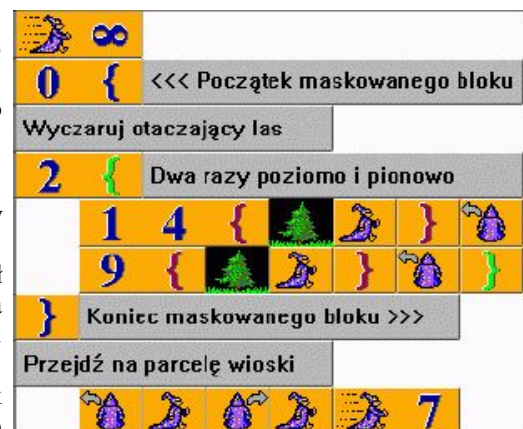 ∞
0 { <<< Początek maskowanego bloku
Wyczaruj otaczający las
2 { Dwa razy poziomo i pionowo
1 4 { }
9 { } }
} Koniec maskowanego bloku >>>
Przejdź na parcelę wioski
7